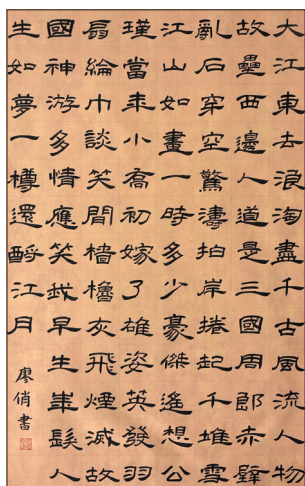 大江東去浪淘盡千古風流人物
故壘西邊人道是三國周郎赤壁
亂石穿空驚濤拍岸捲起千堆雪
江山如畫一時多少豪傑遙想公
瑾當年小喬初嫁了雄姿英發羽
扇綸巾談笑間檣櫓灰飛煙滅故
國神游多情應笑我早生華髮人
生如夢一樽還酹江月
廖俏書